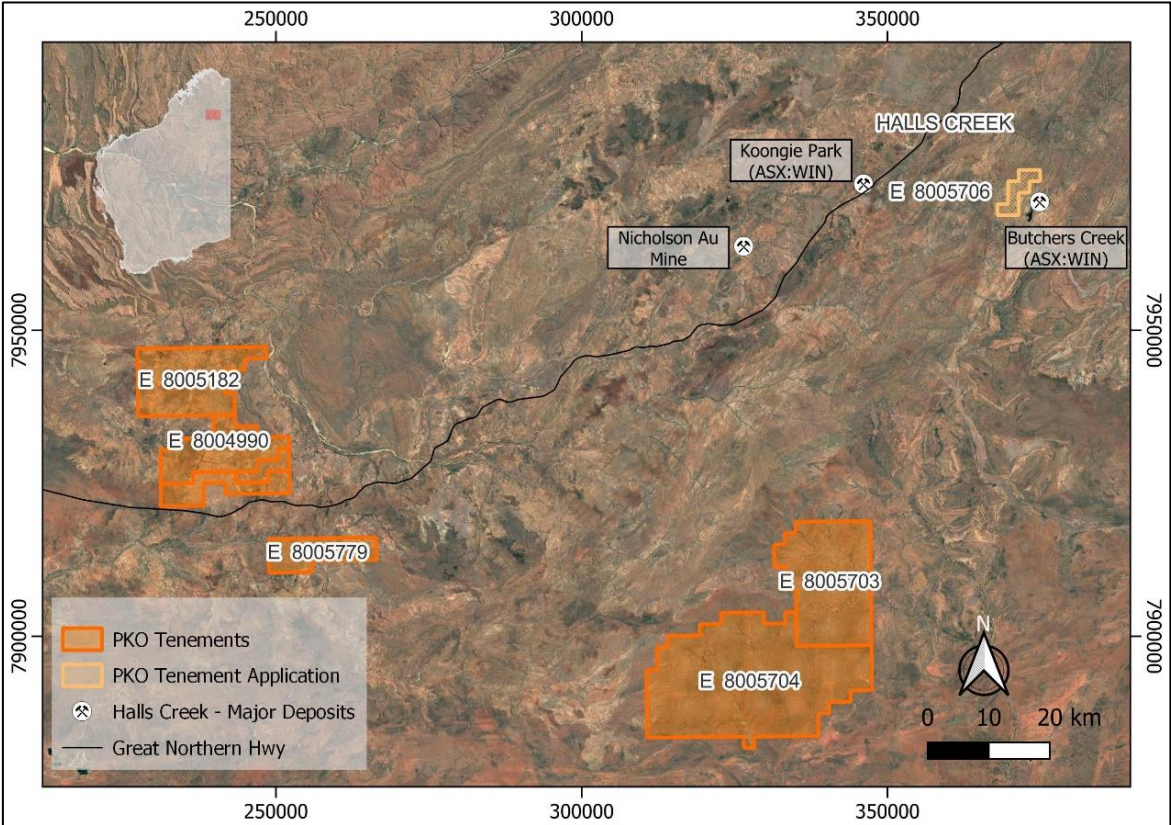 250000
300000
350000
HALLS CREEK
Koongie Park
(ASX:WIN)
E 8005706
Nicholson Au
Mine
Butchers Creek
(ASX:WIN)
7950000
7950000
E 8005182
E 8004990
E 8005779
E 8005703
E 8005704
7900000
7900000
PKO Tenements
PKO Tenement Application
Halls Creek - Major Deposits
Great Northern Hwy
N
0 10 20 km
250000
300000
350000